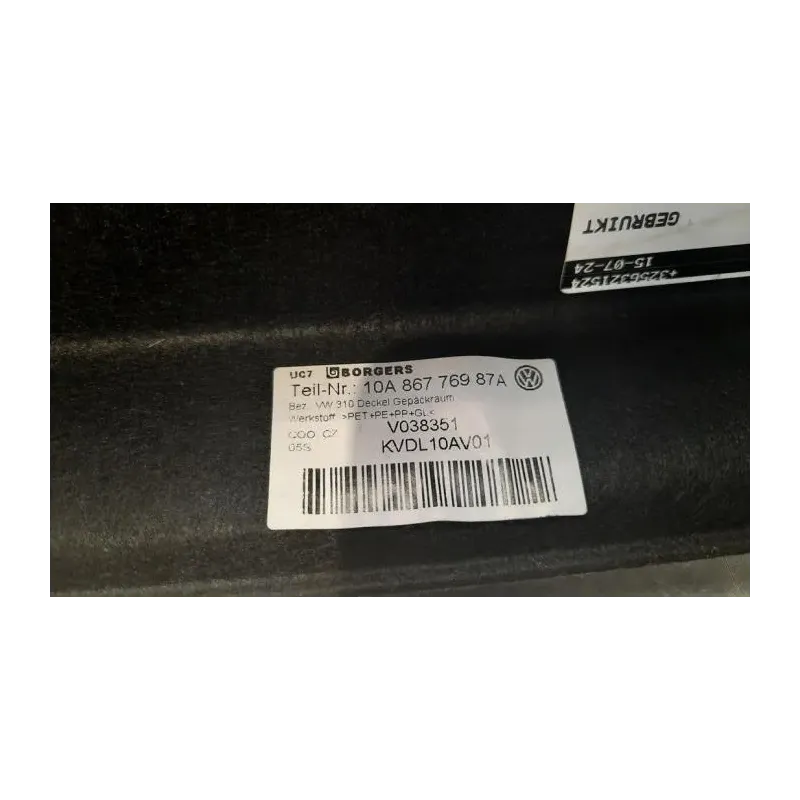 GEBRUIKT
15-07-24
+3256321524
UC7 BORGERS
Teil-Nr.: 10A 867 769 87A
Bez. VW 310 Deckel Gepäckraum
Werkstoff >PET+PE+PP+GL<
COO CZ V038351
05S KVDL10AV01